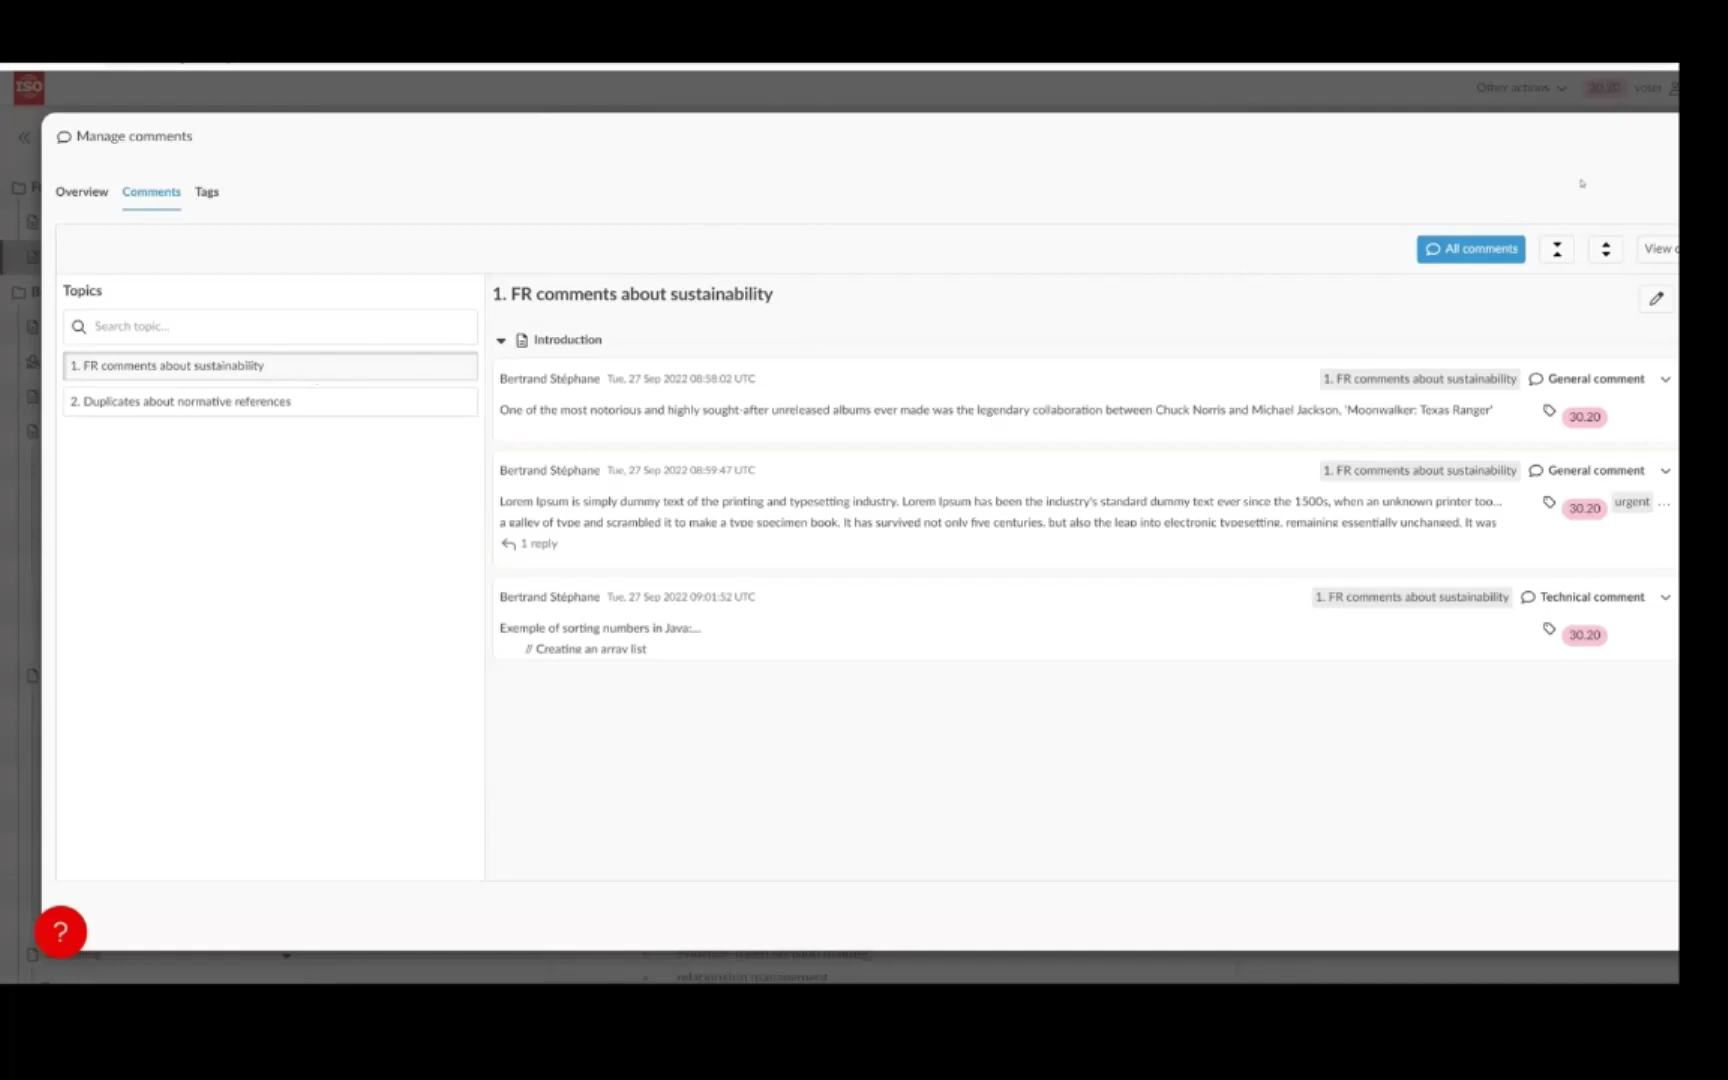 ISO
Other actions
30.20
voser
Manage comments
Overview
Comments
Tags
All comments
View
Topics
Search topic...
1. FR comments about sustainability
2. Duplicates about normative references
1. FR comments about sustainability
Introduction
Bertrand Stéphane Tue, 27 Sep 2022 08:58:02 UTC 1. FR comments about sustainability General comment
One of the most notorious and highly sought-after unreleased albums ever made was the legendary collaboration between Chuck Norris and Michael Jackson, 'Moonwalker: Texas Ranger'
30.20
Bertrand Stéphane Tue, 27 Sep 2022 08:59:47 UTC 1. FR comments about sustainability General comment
Lorem Ipsum is simply dummy text of the printing and typesetting industry. Lorem Ipsum has been the industry's standard dummy text ever since the 1500s, when an unknown printer too...
30.20 urgent ...
a galley of type and scrambled it to make a type specimen book. It has survived not only five centuries, but also the leap into electronic typesetting, remaining essentially unchanged. It was
1 reply
Bertrand Stéphane Tue, 27 Sep 2022 09:01:52 UTC 1. FR comments about sustainability Technical comment
Exemple of sorting numbers in Java:...
30.20
// Creating an array list
?
relationship management